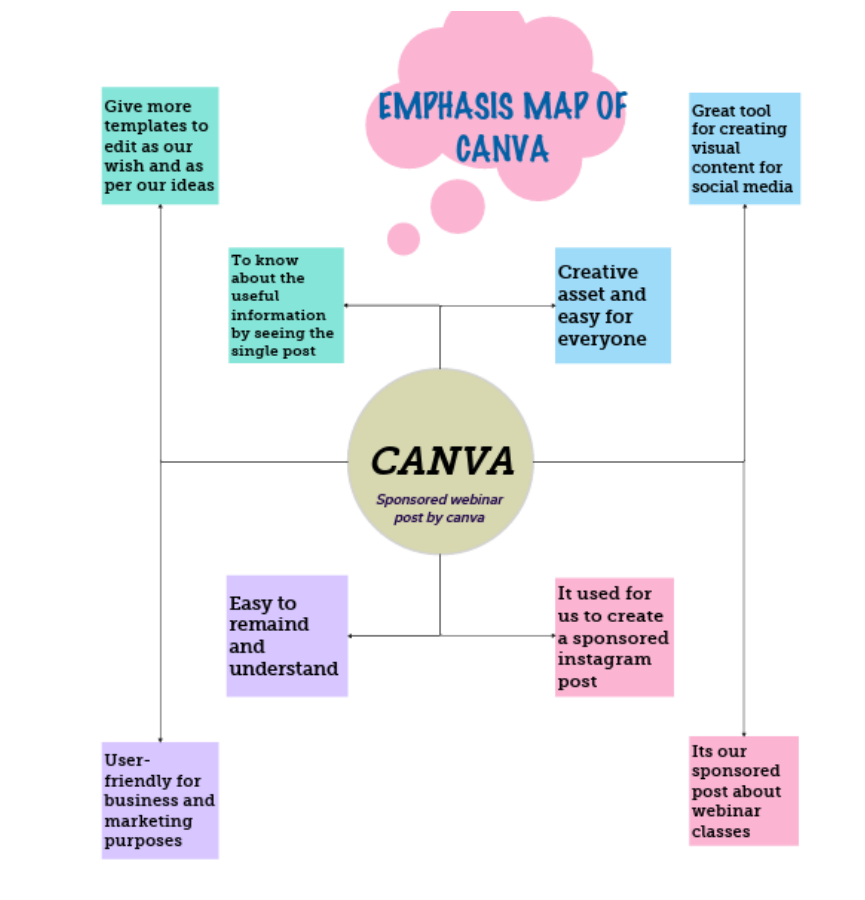 EMPHASIS MAP OF
CANVA
Give more
templates to
edit as our
wish and as
per our ideas
Great tool
for creating
visual
content for
social media
To know
about the
useful
information
by seeing the
single post
Creative
asset and
easy for
everyone
CANVA
Sponsored webinar
post by canva
Easy to
remaind
and
understand
It used for
us to create
a sponsored
instagram
post
User-
friendly for
business and
marketing
purposes
Its our
sponsored
post about
webinar
classes